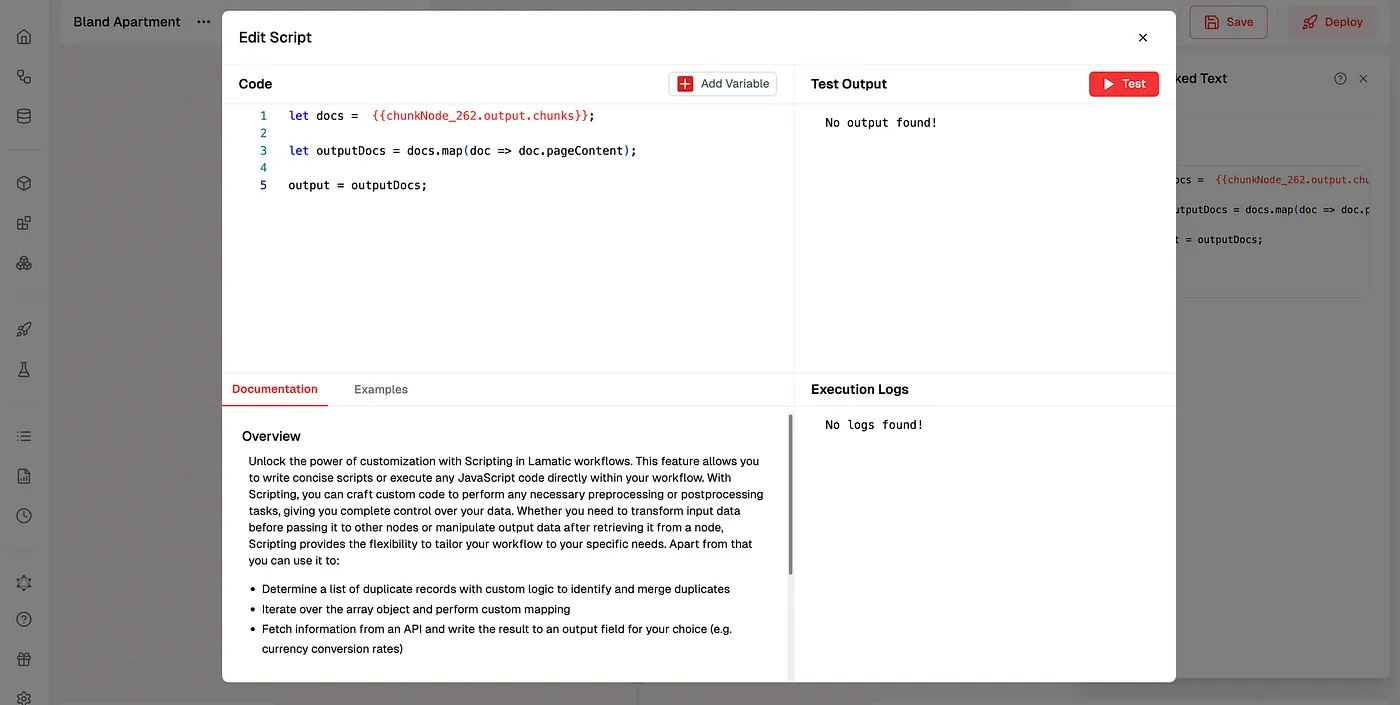 Bland Apartment ...
Save
Deploy
Edit Script
Code
Add Variable
1 let docs =  {{chunkNode_262.output.chunks}};
2
3 let outputDocs = docs.map(doc => doc.pageContent);
4
5 output = outputDocs;
Test Output
Test
No output found!
ked Text
ocs =  {{chunkNode_262.output.chu
utputDocs = docs.map(doc => doc.p
t = outputDocs;
Documentation
Examples
Overview
Unlock the power of customization with Scripting in Lamatic workflows. This feature allows you
to write concise scripts or execute any JavaScript code directly within your workflow. With
Scripting, you can craft custom code to perform any necessary preprocessing or postprocessing
tasks, giving you complete control over your data. Whether you need to transform input data
before passing it to other nodes or manipulate output data after retrieving it from a node,
Scripting provides the flexibility to tailor your workflow to your specific needs. Apart from that
you can use it to:
• Determine a list of duplicate records with custom logic to identify and merge duplicates
• Iterate over the array object and perform custom mapping
• Fetch information from an API and write the result to an output field for your choice (e.g.
currency conversion rates)
Execution Logs
No logs found!